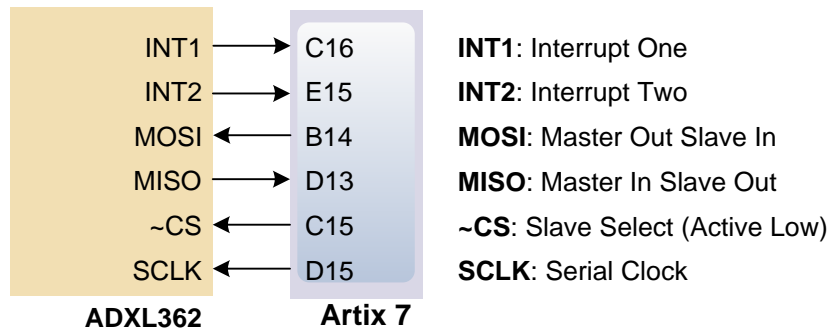 INT1 C16 INT1: Interrupt One
INT2 E15 INT2: Interrupt Two
MOSI B14 MOSI: Master Out Slave In
MISO D13 MISO: Master In Slave Out
~CS C15 ~CS: Slave Select (Active Low)
SCLK D15 SCLK: Serial Clock
ADXL362 Artix 7